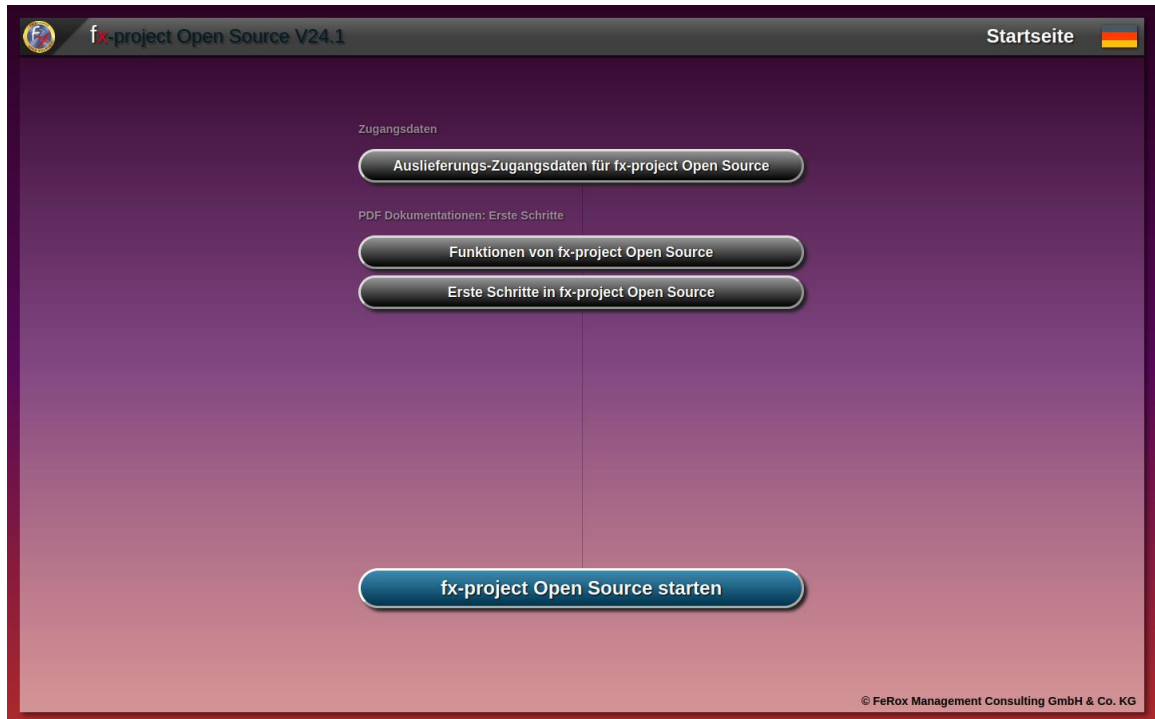 fx-project Open Source V24.1
Startseite
Zugangsdaten
Auslieferungs-Zugangsdaten für fx-project Open Source
PDF Dokumentationen: Erste Schritte
Funktionen von fx-project Open Source
Erste Schritte in fx-project Open Source
fx-project Open Source starten
© FeRox Management Consulting GmbH & Co. KG